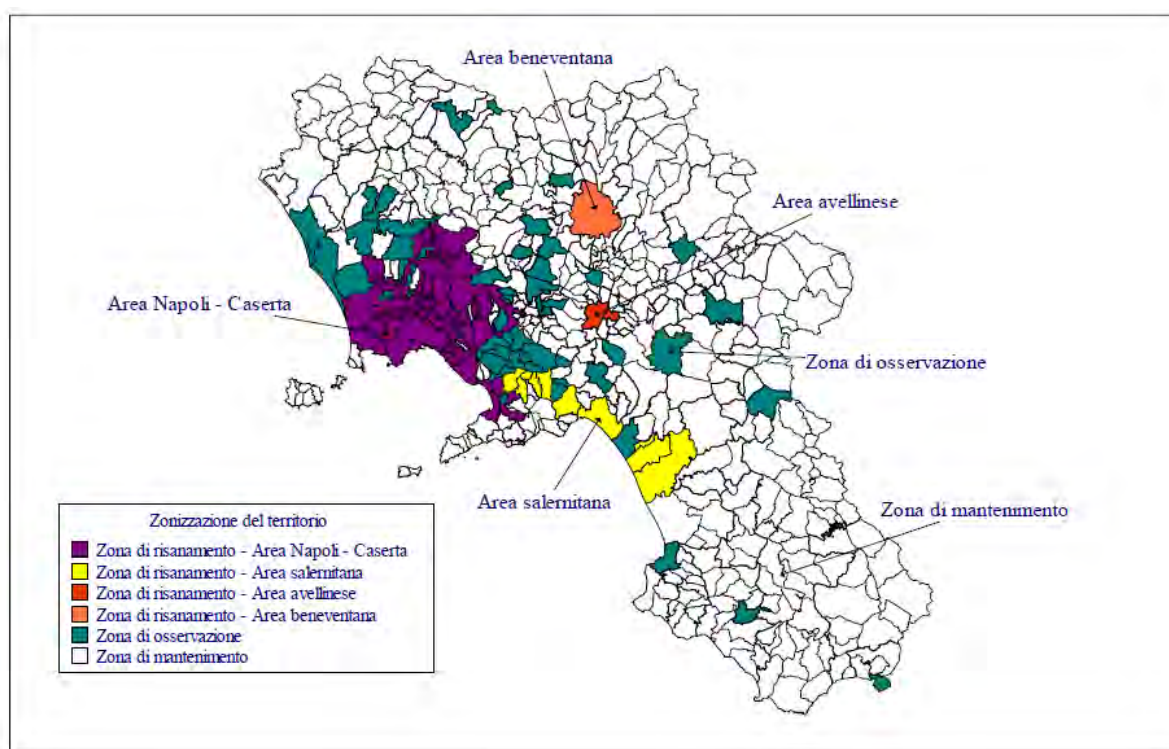 Area beneventana
Area avellinese
Area Napoli - Caserta
Zona di osservazione
Area salernitana
Zona di mantenimento
Zonizzazione del territorio
Zona di risanamento - Area Napoli - Caserta
Zona di risanamento - Area salernitana
Zona di risanamento - Area avellinese
Zona di risanamento - Area beneventana
Zona di osservazione
Zona di mantenimento